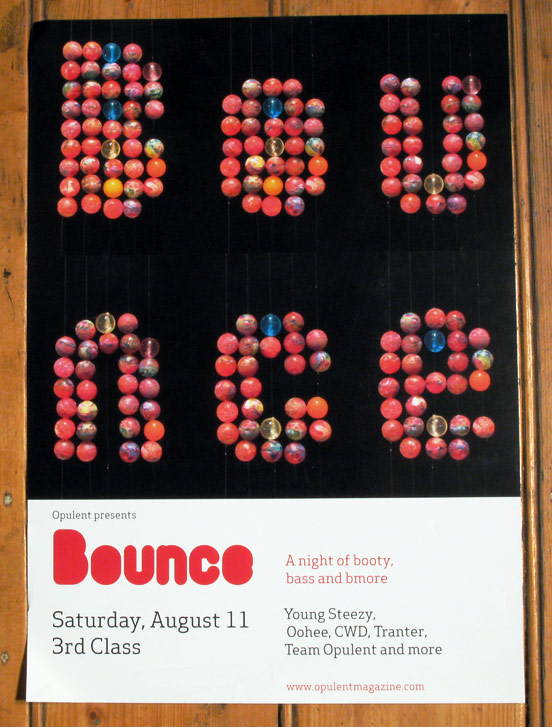 Bou
nce
Opulent presents
Bounce
A night of booty,
bass and bmore
Saturday, August 11
3rd Class
Young Steezy,
Oohee, CWD, Tranter,
Team Opulent and more
www.opulentmagazine.com